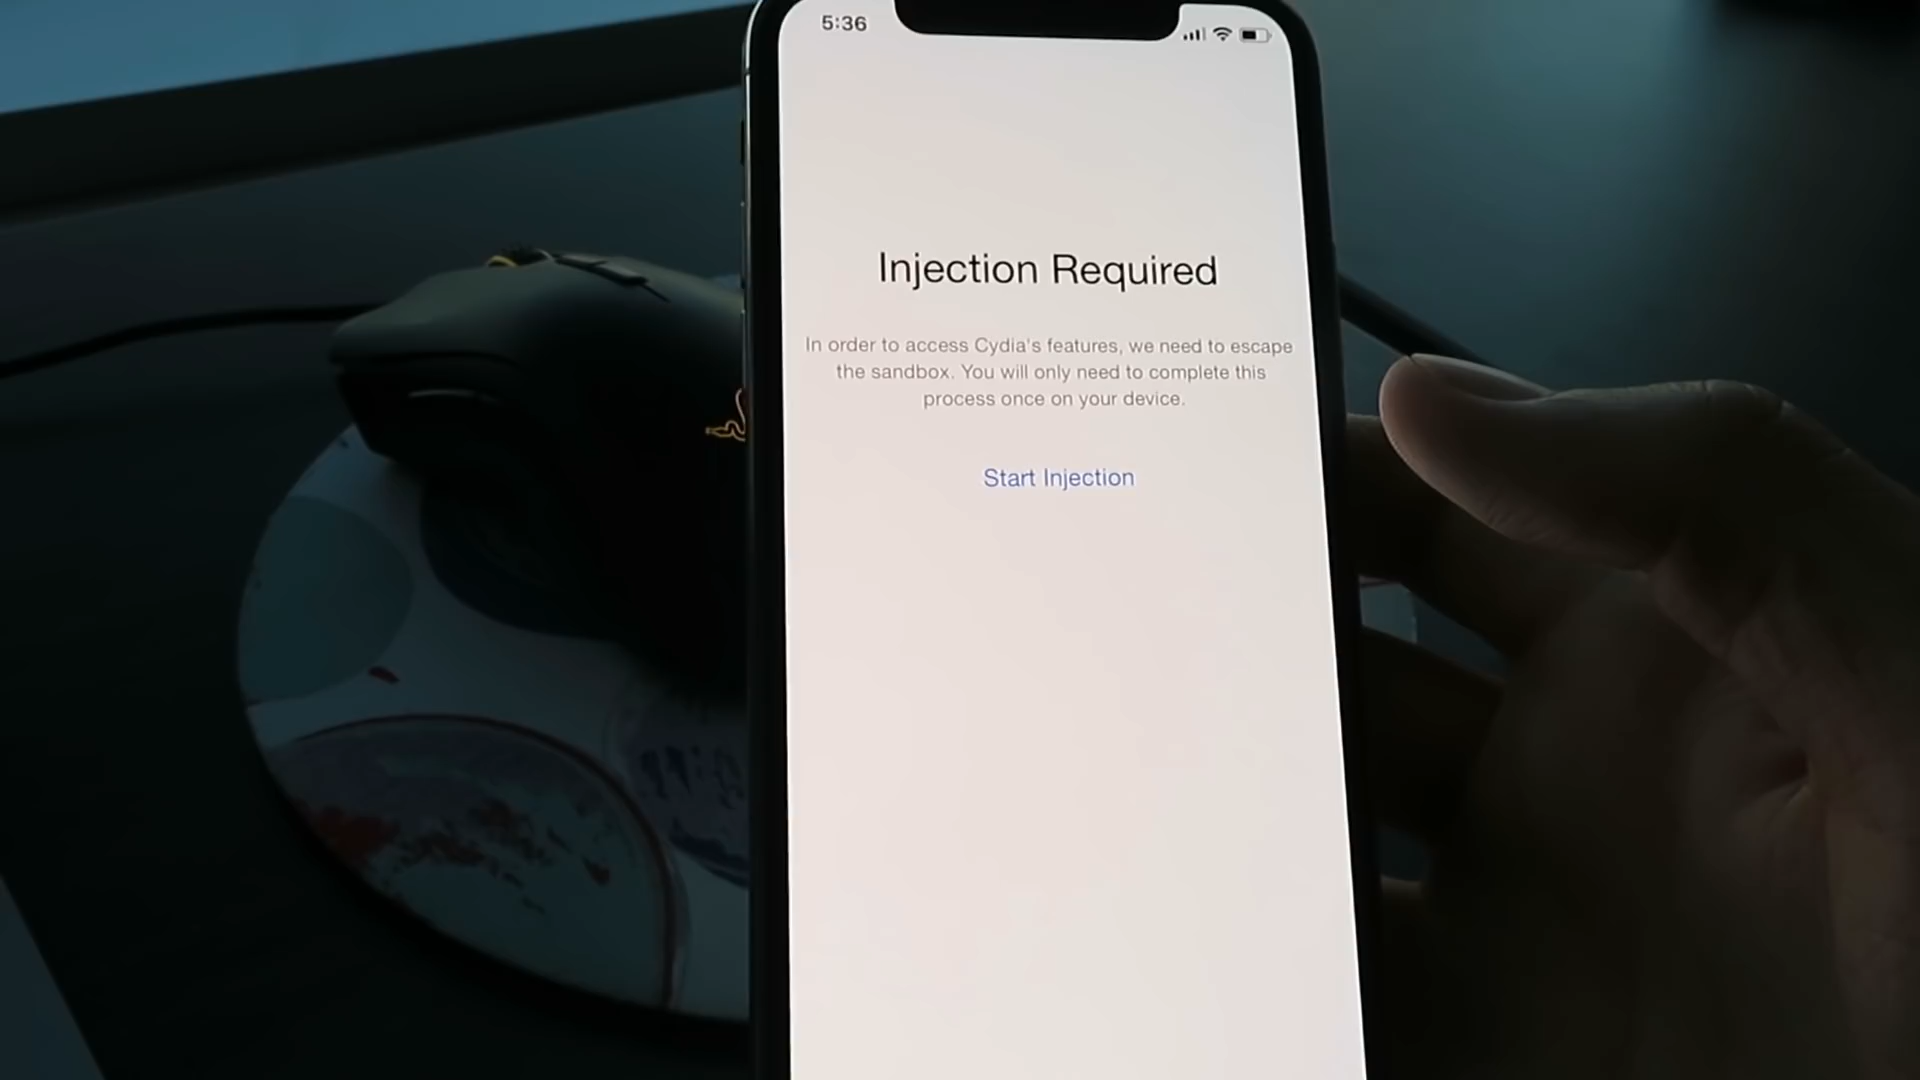 5:36
Injection Required
In order to access Cydia's features, we need to escape
the sandbox. You will only need to complete this
process once on your device.
Start Injection